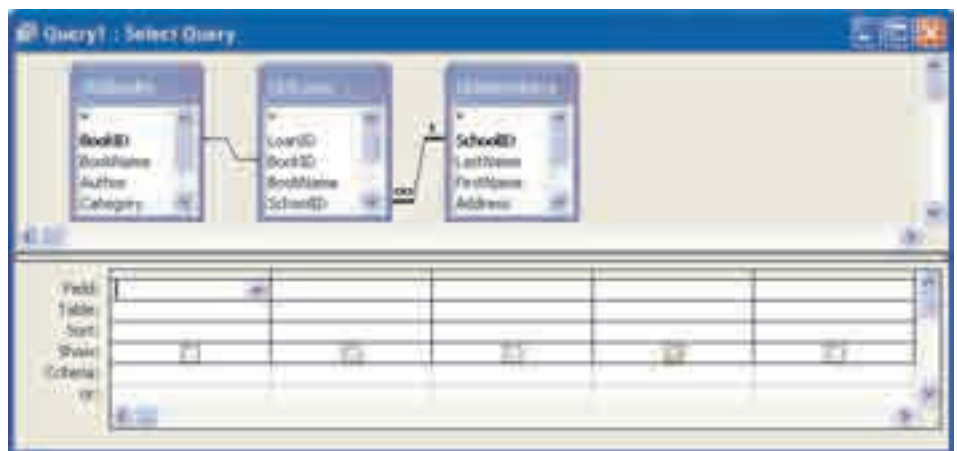 Query1 : Select Query
*
BookID
BookName
Author
Category
*
LoanID
BookID
BookName
SchoolID
*
SchoolID
LastName
FirstName
Address
1
∞
Field:
Table:
Sort:
Show:
Criteria:
or: